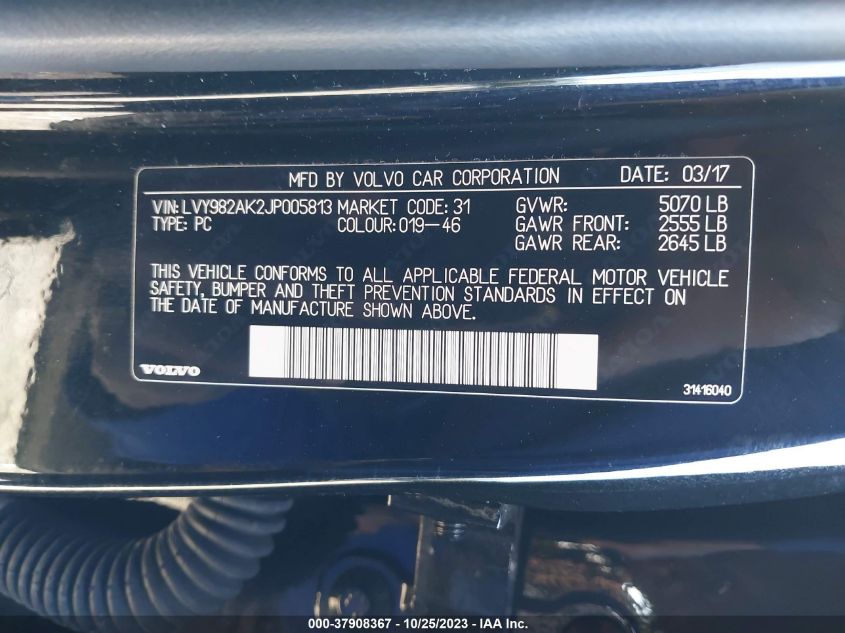 MFD BY VOLVO CAR CORPORATION DATE: 03/17
VIN: LVY982AK2JP005813 MARKET CODE: 31 GVWR: 5070 LB
TYPE: PC COLOUR: 019-46 GAWR FRONT: 2555 LB
GAWR REAR: 2645 LB
THIS VEHICLE CONFORMS TO ALL APPLICABLE FEDERAL MOTOR VEHICLE
SAFETY, BUMPER AND THEFT PREVENTION STANDARDS IN EFFECT ON
THE DATE OF MANUFACTURE SHOWN ABOVE.
VOLVO 31416040
000-37908367 - 10/25/2023 - IAA Inc.